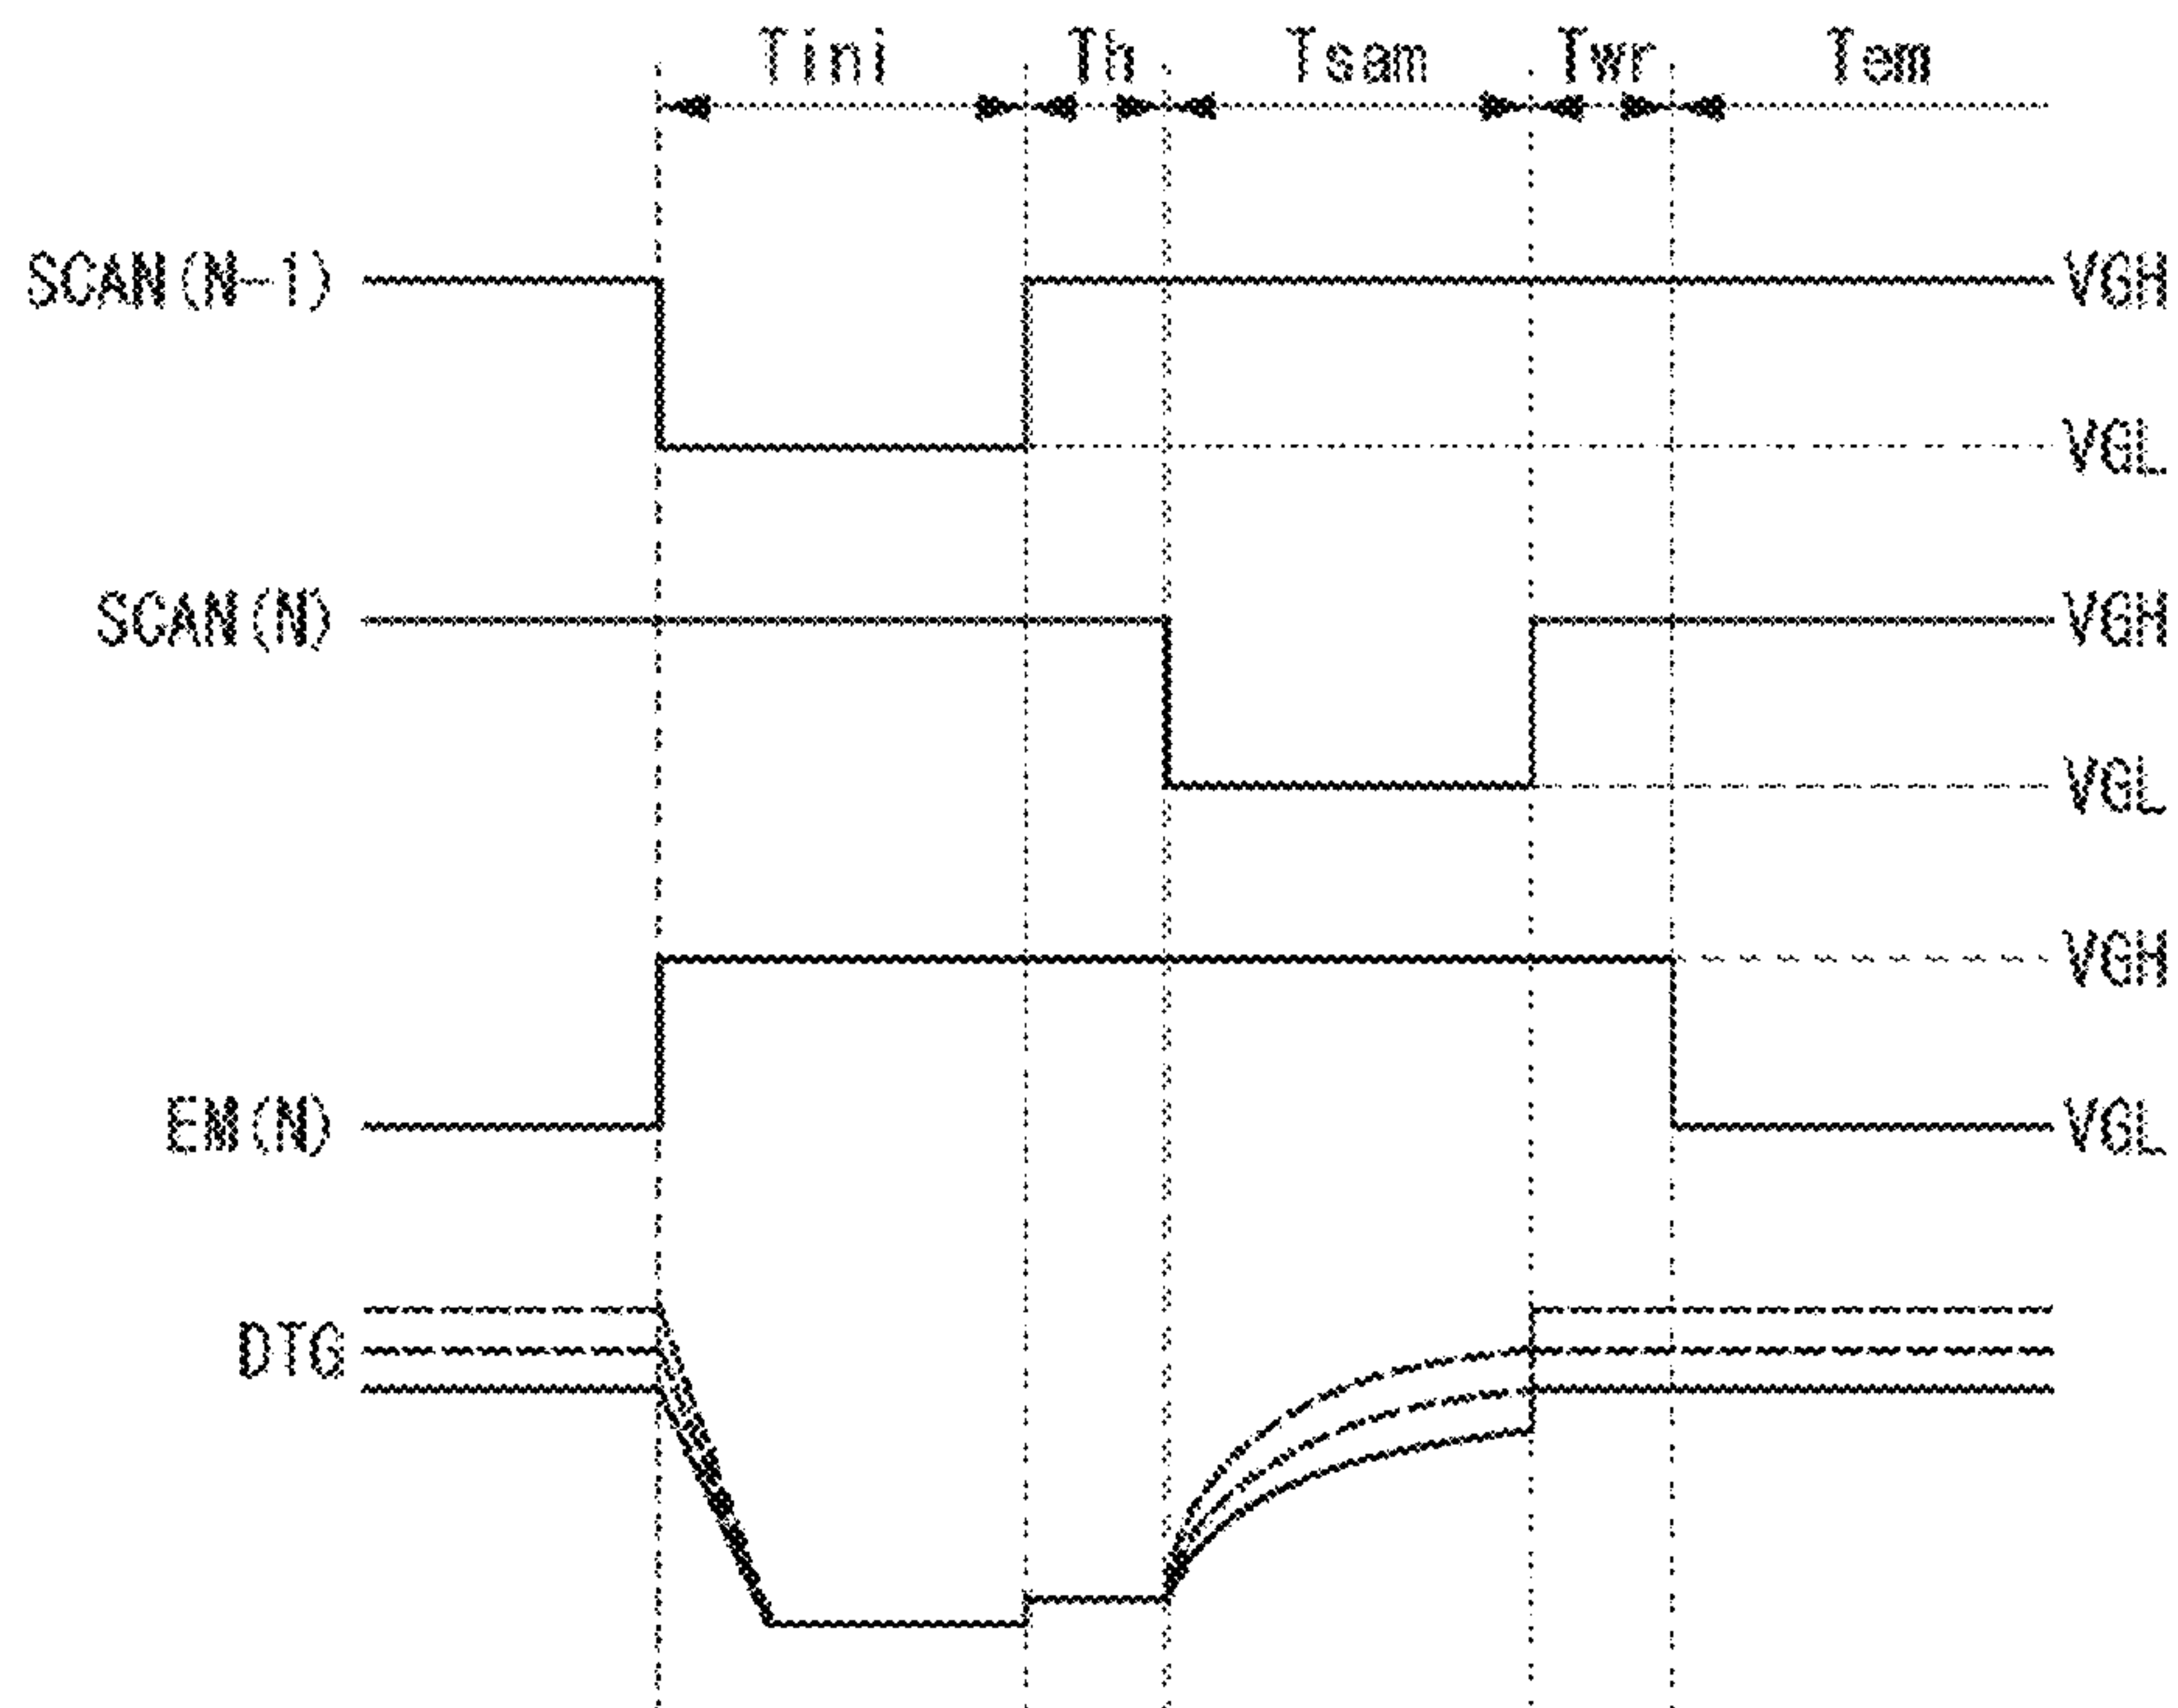 Tini Th Tsam Twr Tem
SCAN(N-1) VGH
VGL
SCAN(N) VGH
VGL
VGH
EM(N) VGL
DTG